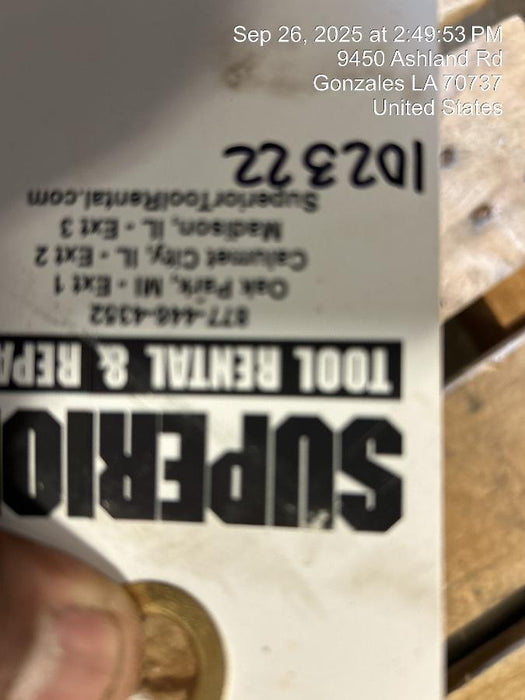 Sep 26, 2025 at 2:49:53 PM
9450 Ashland Rd
Gonzales LA 70737
United States
SUPERIO
TOOL RENTAL & REPA
877-446-4352
Oak Park, MI - Ext 1
Calumet City, IL - Ext 2
Madison, IL - Ext 3
SuperiorToolRental.com
102322